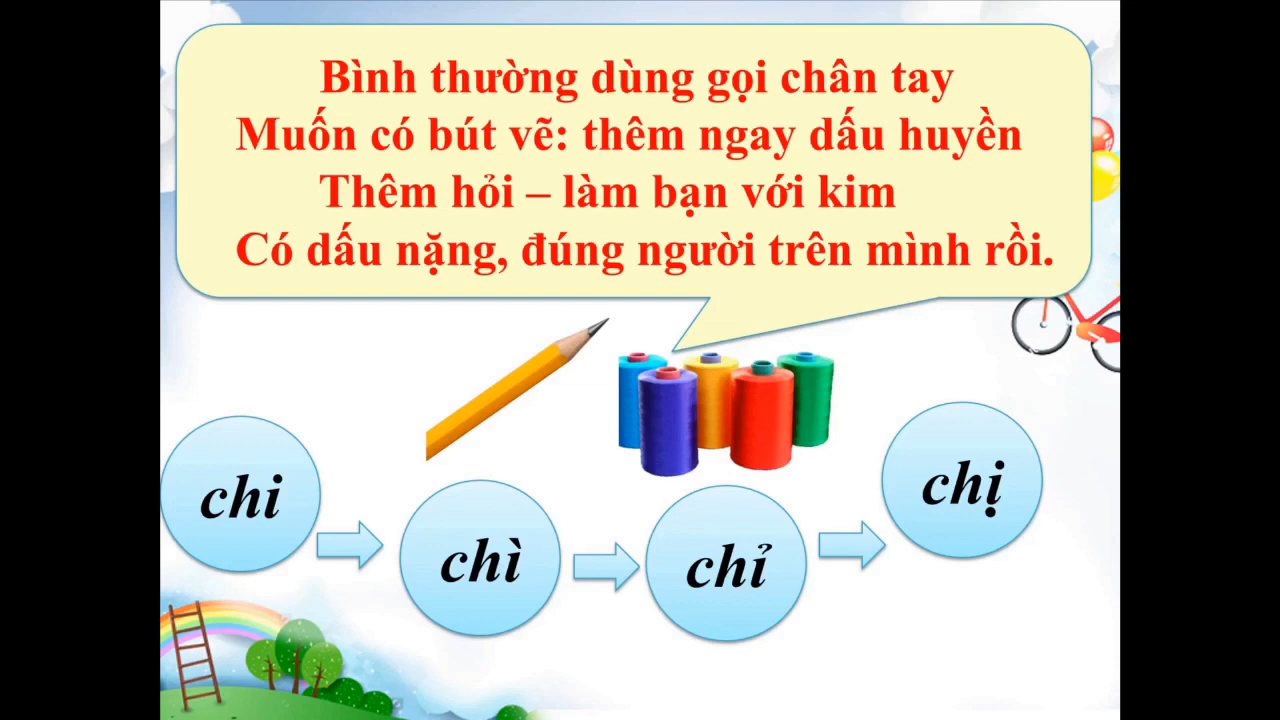 Bình thường dùng gọi chân tay
Muốn có bút vẽ: thêm ngay dấu huyền
Thêm hỏi – làm bạn với kim
Có dấu nặng, đúng người trên mình rồi.
chi
chì
chỉ
chị